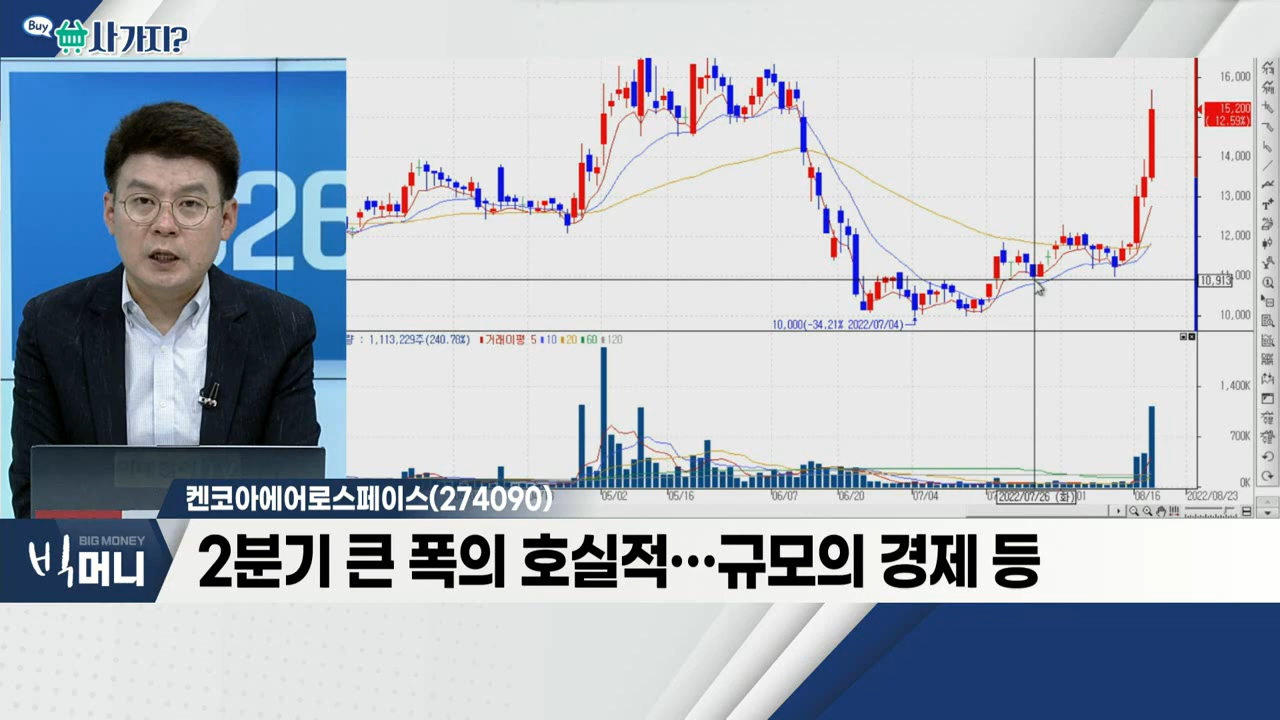 Buy 사 가지?
26
16,000
15,200
( 12.59%)
14,000
13,000
12,000
10,913
10,000
10,000(-34.21% 2022/07/04)
량 : 1,113,229주(240.78%) 거래이평 5 10 20 60 120
1,400K
700K
0K
05/02 05/16 06/07 06/20 07/04 2022/07/26 (화) 08/16 2022/08/23
켄코아에어로스페이스(274090)
BIG MONEY
빅머니
2분기 큰 폭의 호실적…규모의 경제 등